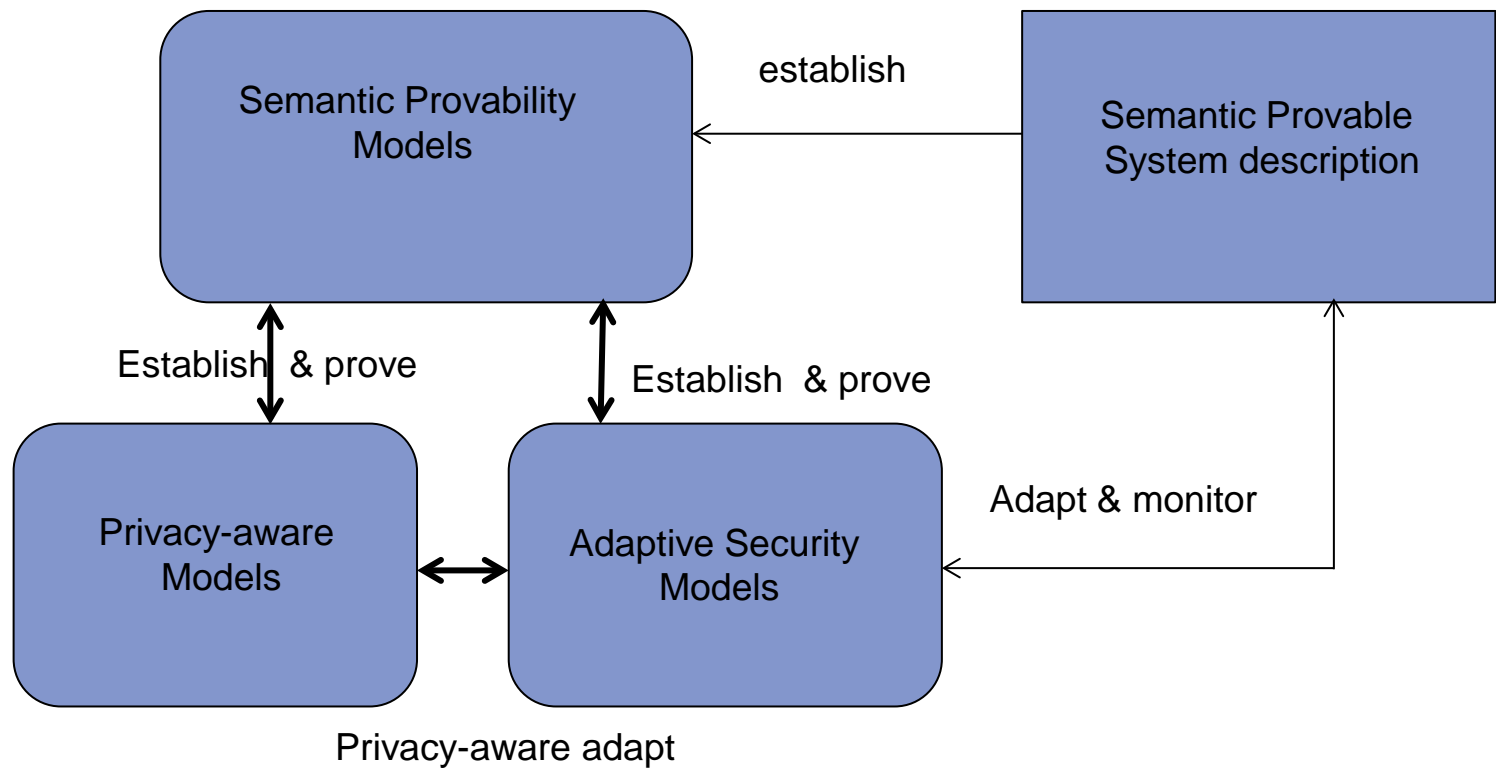 establish
Semantic Provability
Models
Semantic Provable
System description
Establish & prove
Establish & prove
Privacy-aware
Models
Adaptive Security
Models
Adapt & monitor
Privacy-aware adapt